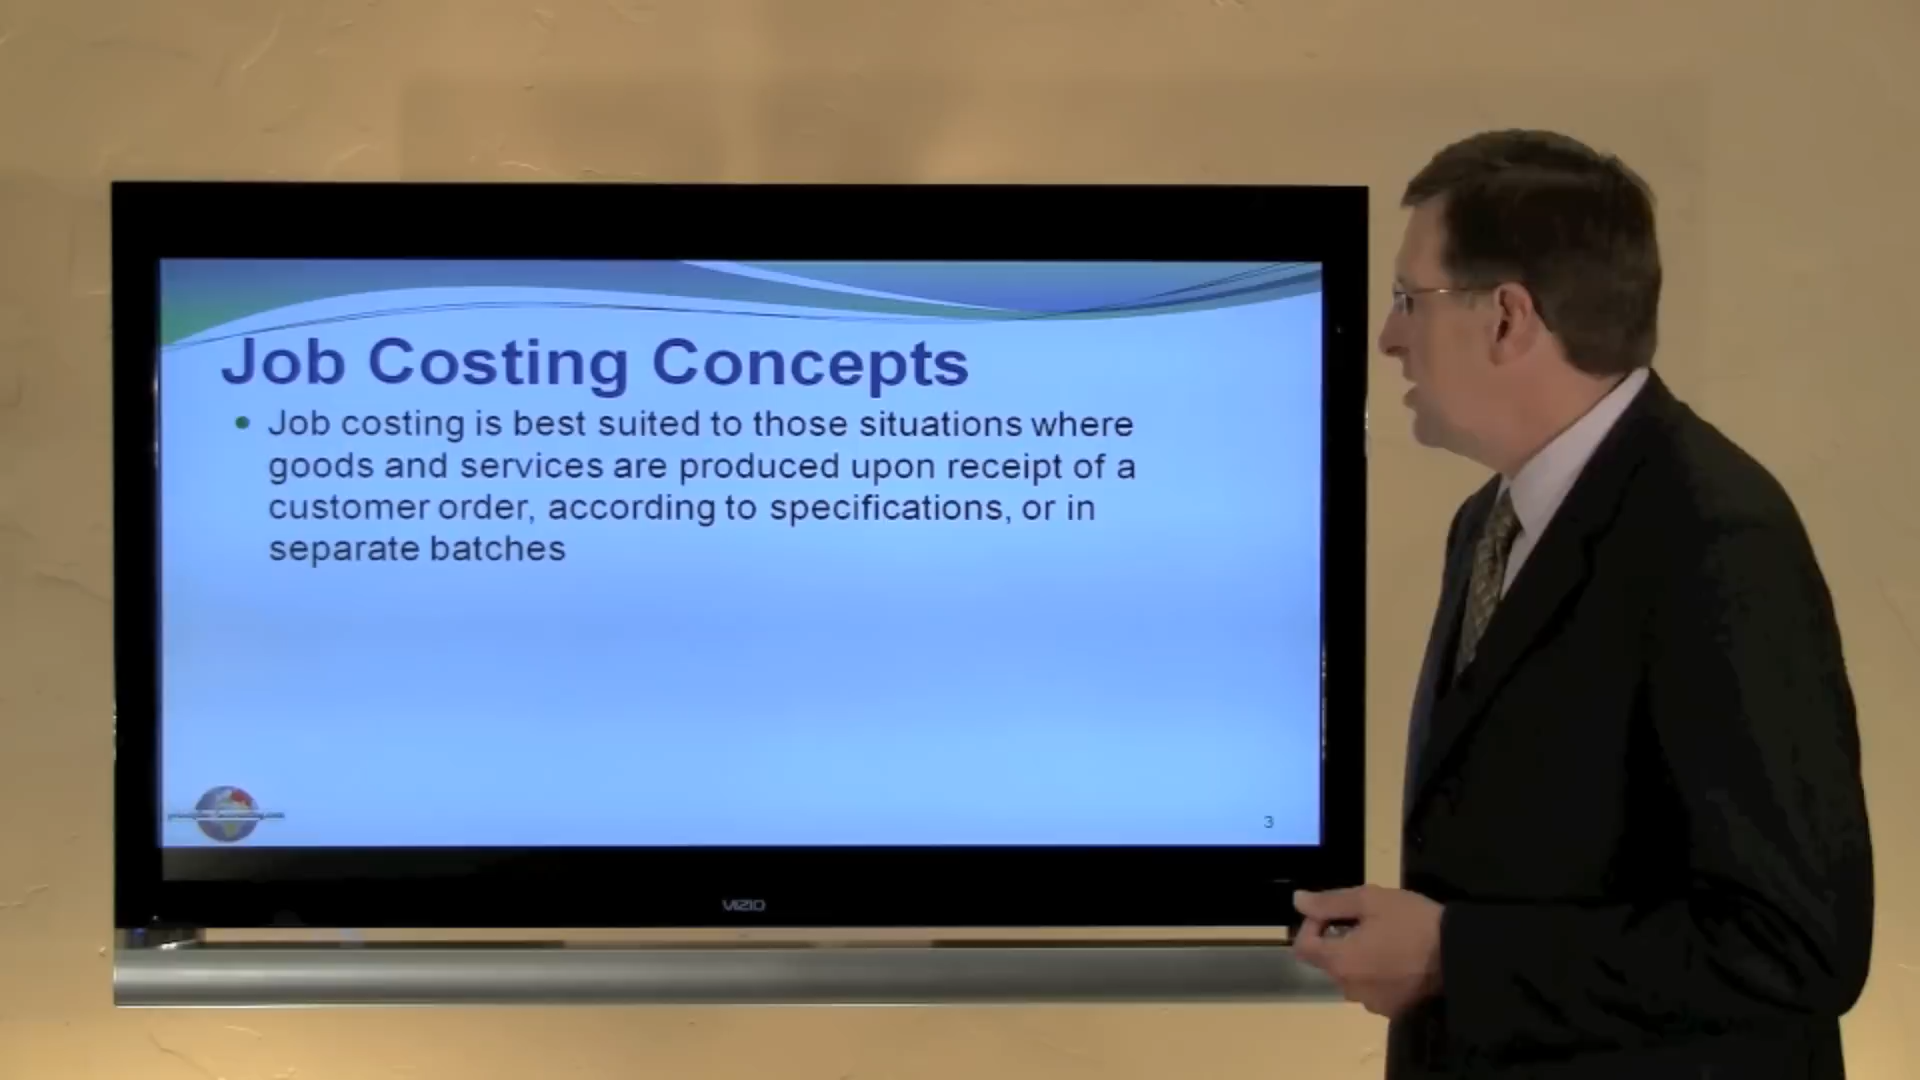 Job Costing Concepts
• Job costing is best suited to those situations where
goods and services are produced upon receipt of a
customer order, according to specifications, or in
separate batches
3
VIZIO